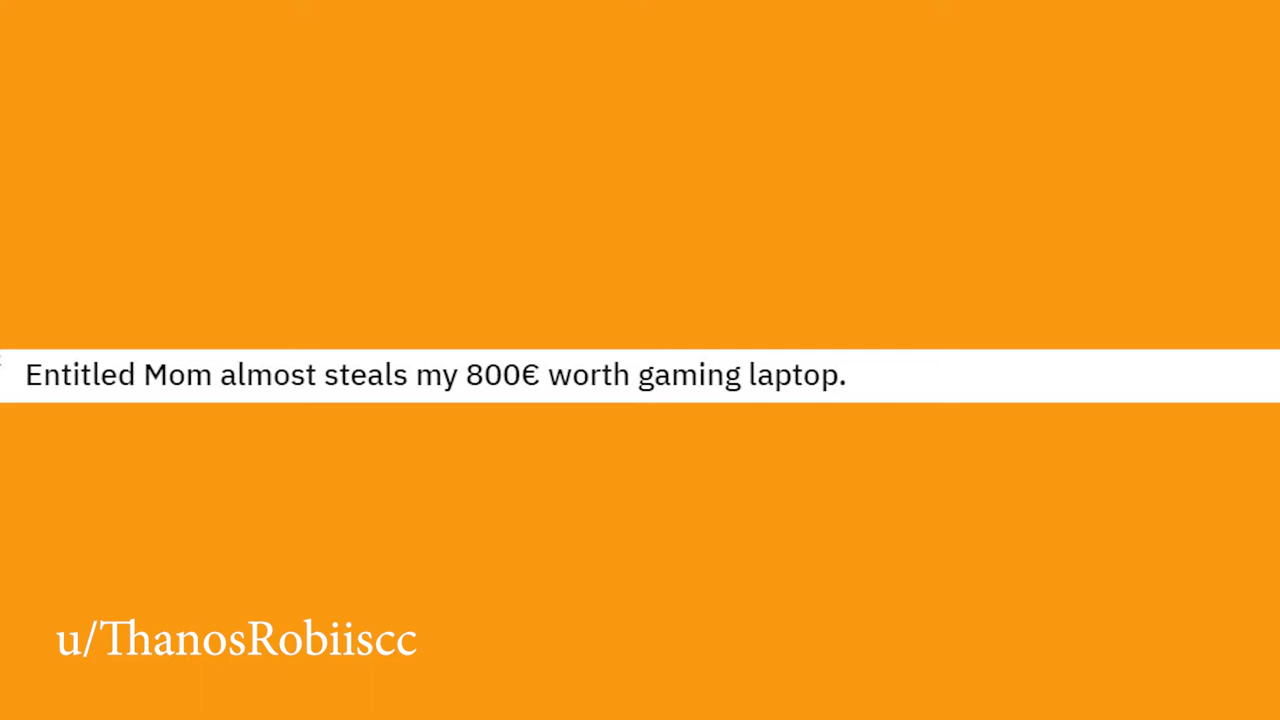 Entitled Mom almost steals my 800€ worth gaming laptop.
u/ThanosRobiiscc